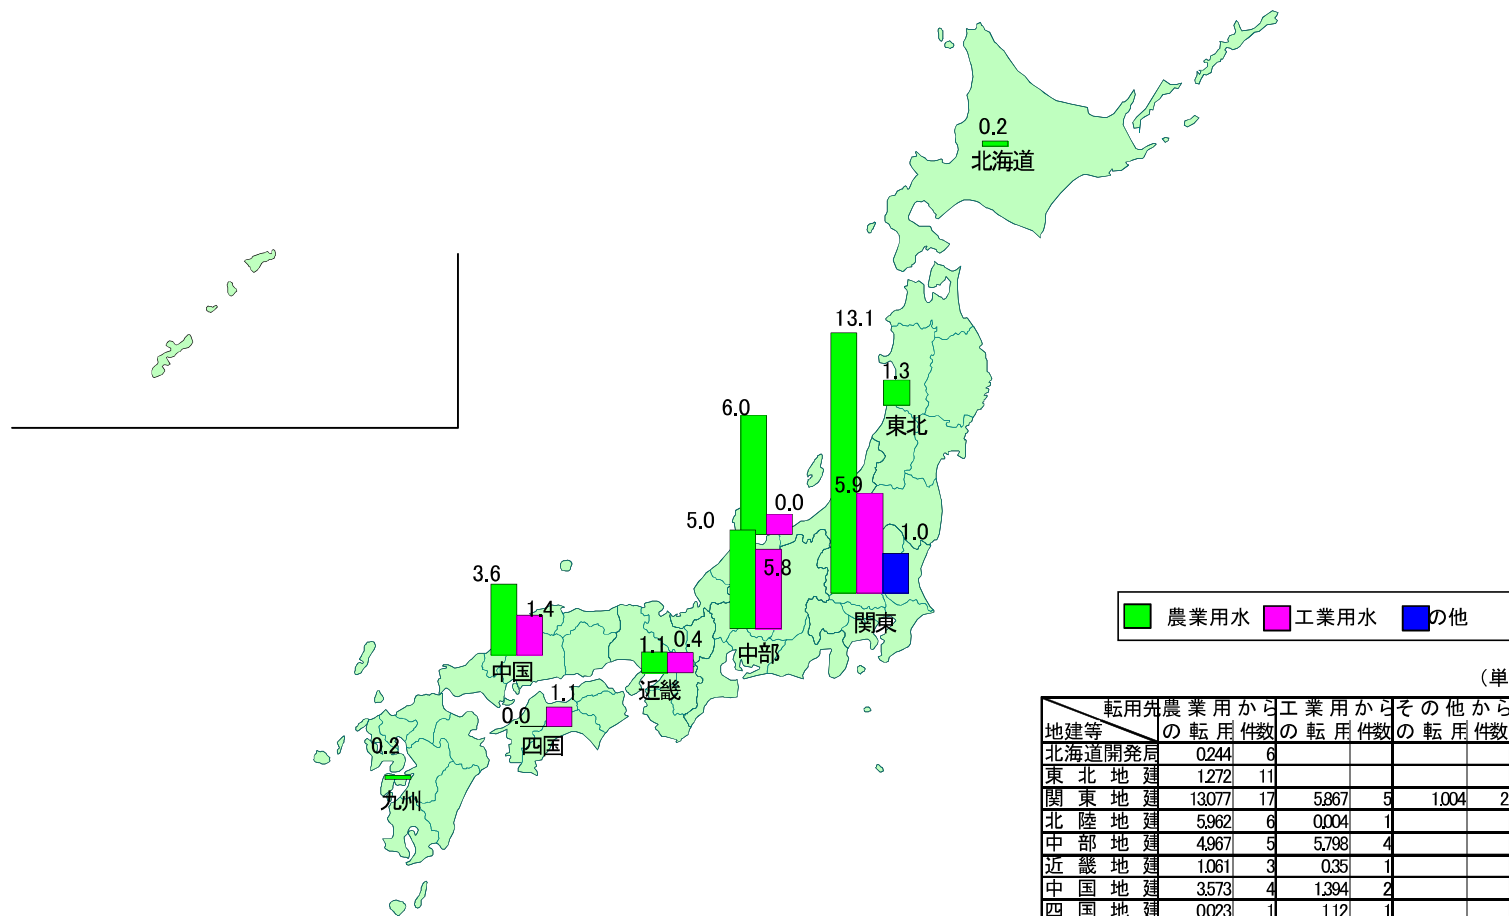 0.2
北海道
13.1
1.3
東北
6.0
5.9
0.0
5.0
1.0
5.8
関東
3.6
1.4
中部
1.1
0.4
中国
近畿
1.1
0.0
四国
0.2
九州
農業用水 工業用水 の他
(単
転用先 農業用から 工業用から その他から
地建等 の転用 件数 の転用 件数 の転用 件数
北海道開発局 0.244 6
東北地建 1.272 11
関東地建 13.077 17 5.867 5 1.004 2
北陸地建 5.962 6 0.004 1
中部地建 4.967 5 5.798 4
近畿地建 1.061 3 0.35 1
中国地建 3.573 4 1.394 2
四国地建 0.023 1 1.12 1